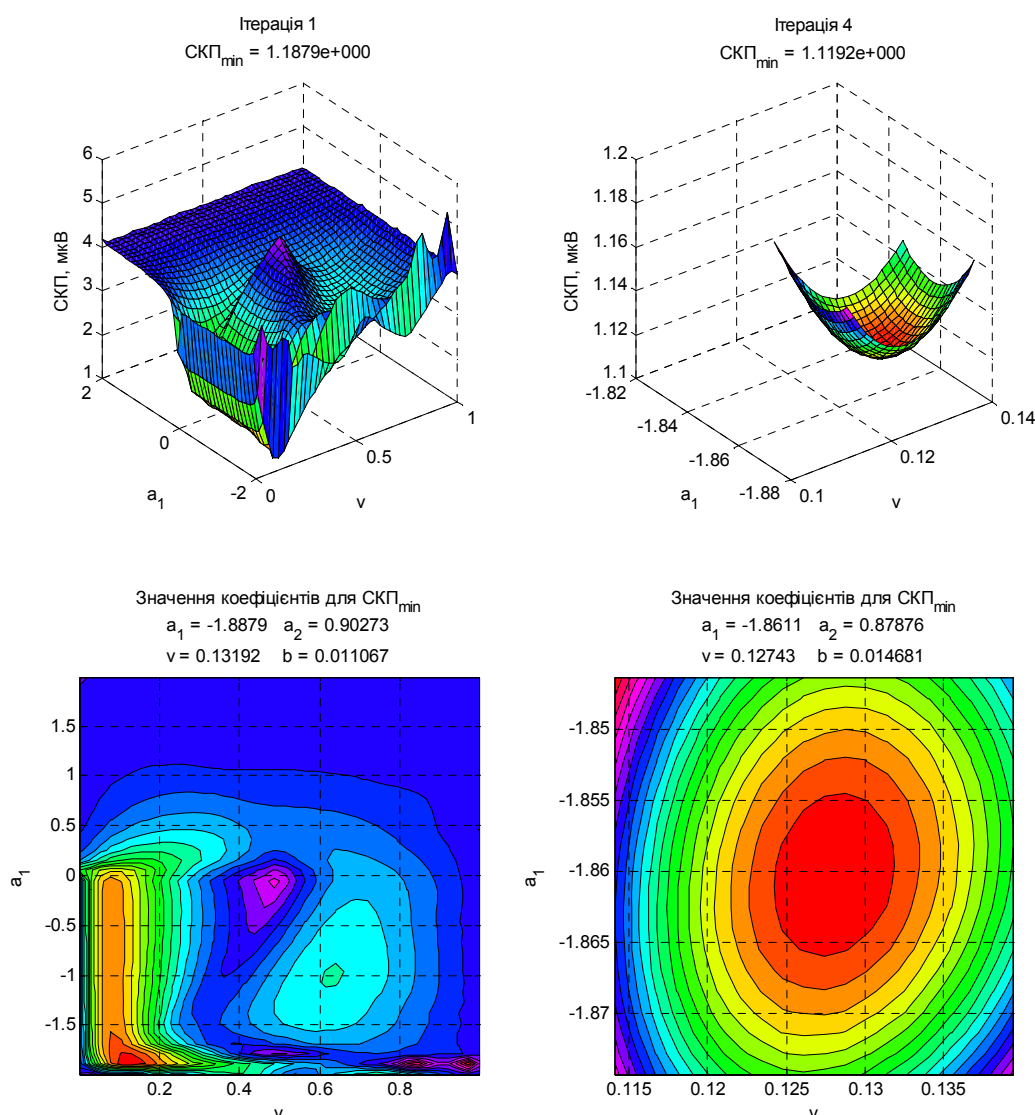 Ітерація 1
СКП_min = 1.1879e+000
6
5
4
3
2
1
СКП, мкВ
2
0
-2
a_1
0
0.5
1
v
Ітерація 4
СКП_min = 1.1192e+000
1.2
1.18
1.16
1.14
1.12
1.1
СКП, мкВ
-1.82
-1.84
-1.86
-1.88
a_1
0.1
0.12
0.14
v
Значення коефіцієнтів для СКП_min
a_1 = -1.8879 a_2 = 0.90273
v = 0.13192 b = 0.011067
1.5
1
0.5
0
-0.5
-1
-1.5
a_1
0.2 0.4 0.6 0.8
v
Значення коефіцієнтів для СКП_min
a_1 = -1.8611 a_2 = 0.87876
v = 0.12743 b = 0.014681
-1.85
-1.855
-1.86
-1.865
-1.87
a_1
0.115 0.12 0.125 0.13 0.135
v